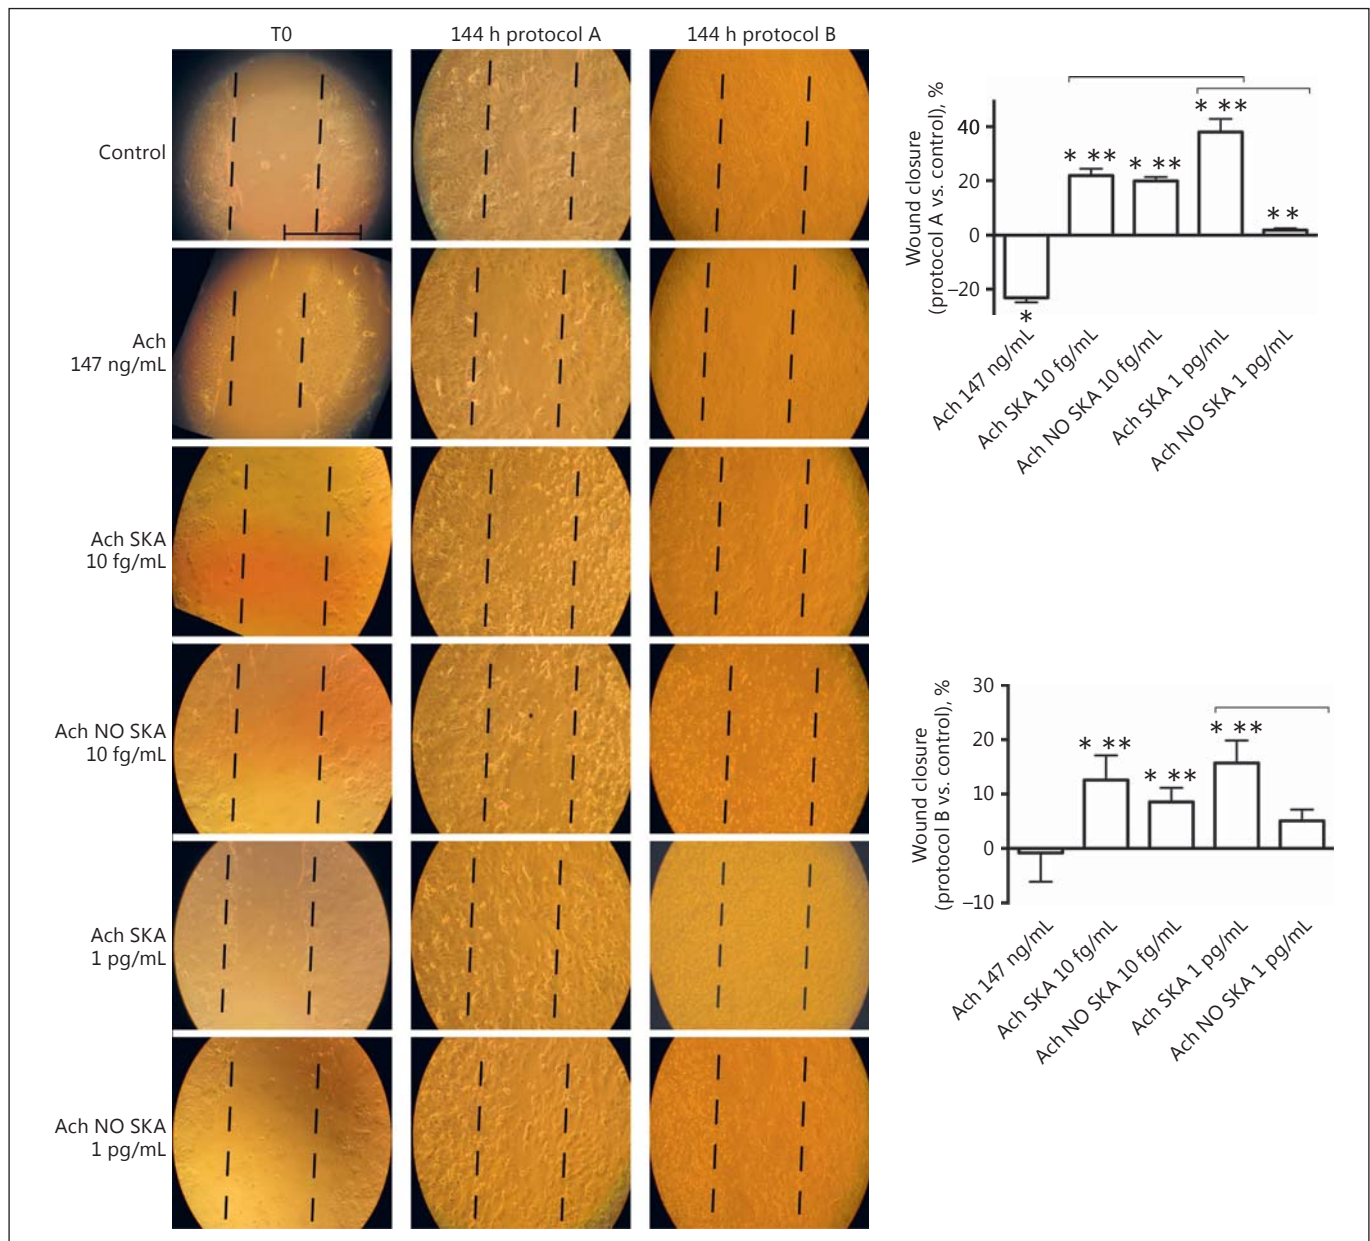 T0
144 h protocol A
144 h protocol B
Control
Ach
147 ng/mL
Ach SKA
10 fg/mL
Ach NO SKA
10 fg/mL
Ach SKA
1 pg/mL
Ach NO SKA
1 pg/mL
Wound closure
(protocol A vs. control), %
40
20
0
–20
* **
* **
* **
**
*
Ach 147 ng/mL
Ach SKA 10 fg/mL
Ach NO SKA 10 fg/mL
Ach SKA 1 pg/mL
Ach NO SKA 1 pg/mL
Wound closure
(protocol B vs. control), %
30
20
10
0
–10
* **
* **
* **
Ach 147 ng/mL
Ach SKA 10 fg/mL
Ach NO SKA 10 fg/mL
Ach SKA 1 pg/mL
Ach NO SKA 1 pg/mL